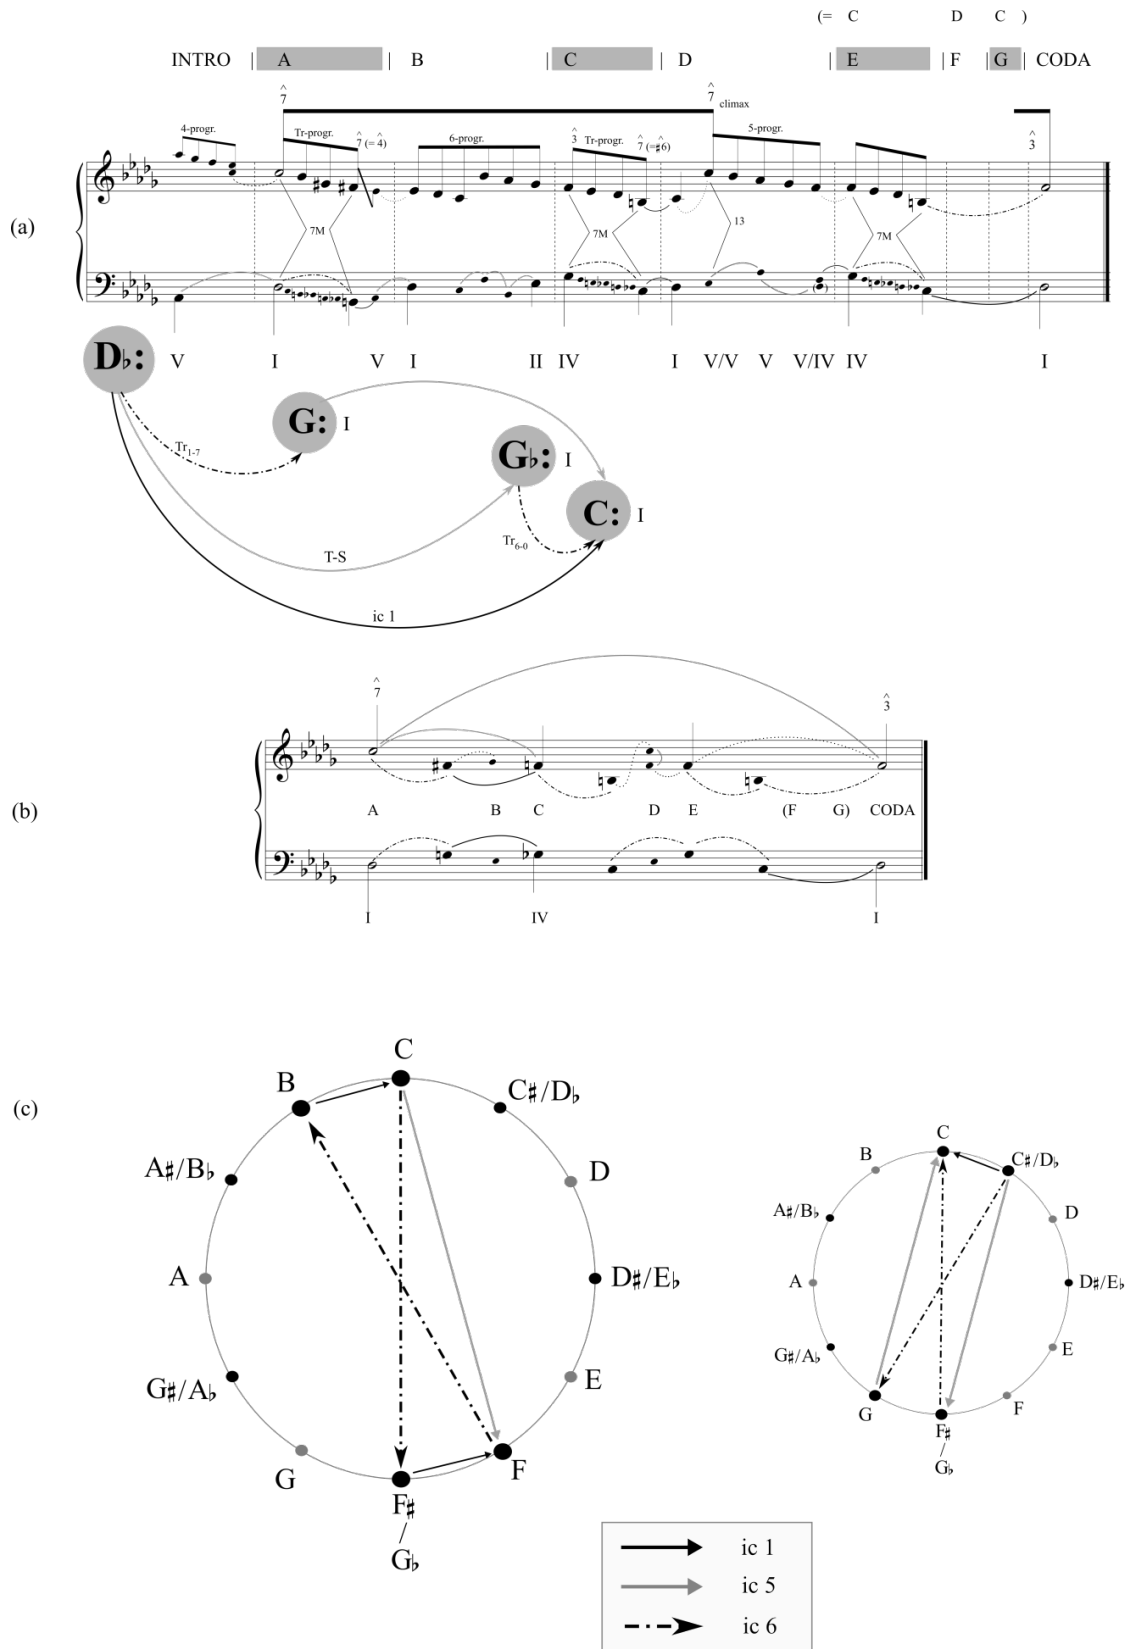 (= C D C )
INTRO | A | B | C | D | E | F | G | CODA
^7 ^7 climax
4-progr. Tr-progr. ^7 (=^4) 6-progr. ^3 Tr-progr. ^7 (=♯^6) 5-progr. ^3
(a)
7M 7M 13 7M
D♭: V I V I II IV I V/V V V/IV IV I
G: I
Tr1-7
G♭: I
C: I
Tr6-0
T-S
ic 1
^7 ^3
(b)
A B C D E (F G) CODA
I IV I
(c)
C
B
C♯/D♭
A♯/B♭
D
A
D♯/E♭
G♯/A♭
E
G
F
F♯
G♭
C
B
C♯/D♭
A♯/B♭
D
A
D♯/E♭
G♯/A♭
E
G
F
F♯
G♭
ic 1
ic 5
ic 6